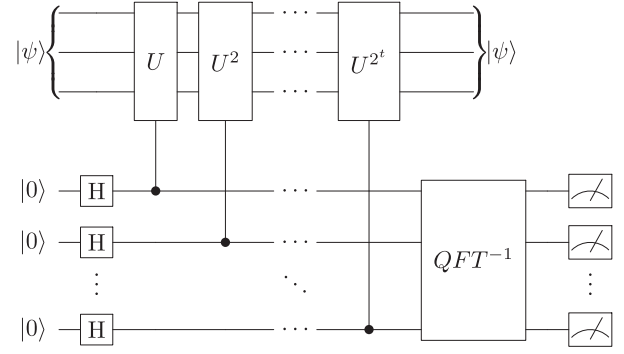 |ψ⟩ U U² ··· U^{2^t} |ψ⟩
|0⟩ H ···
|0⟩ H ··· QFT⁻¹
|0⟩ H ···